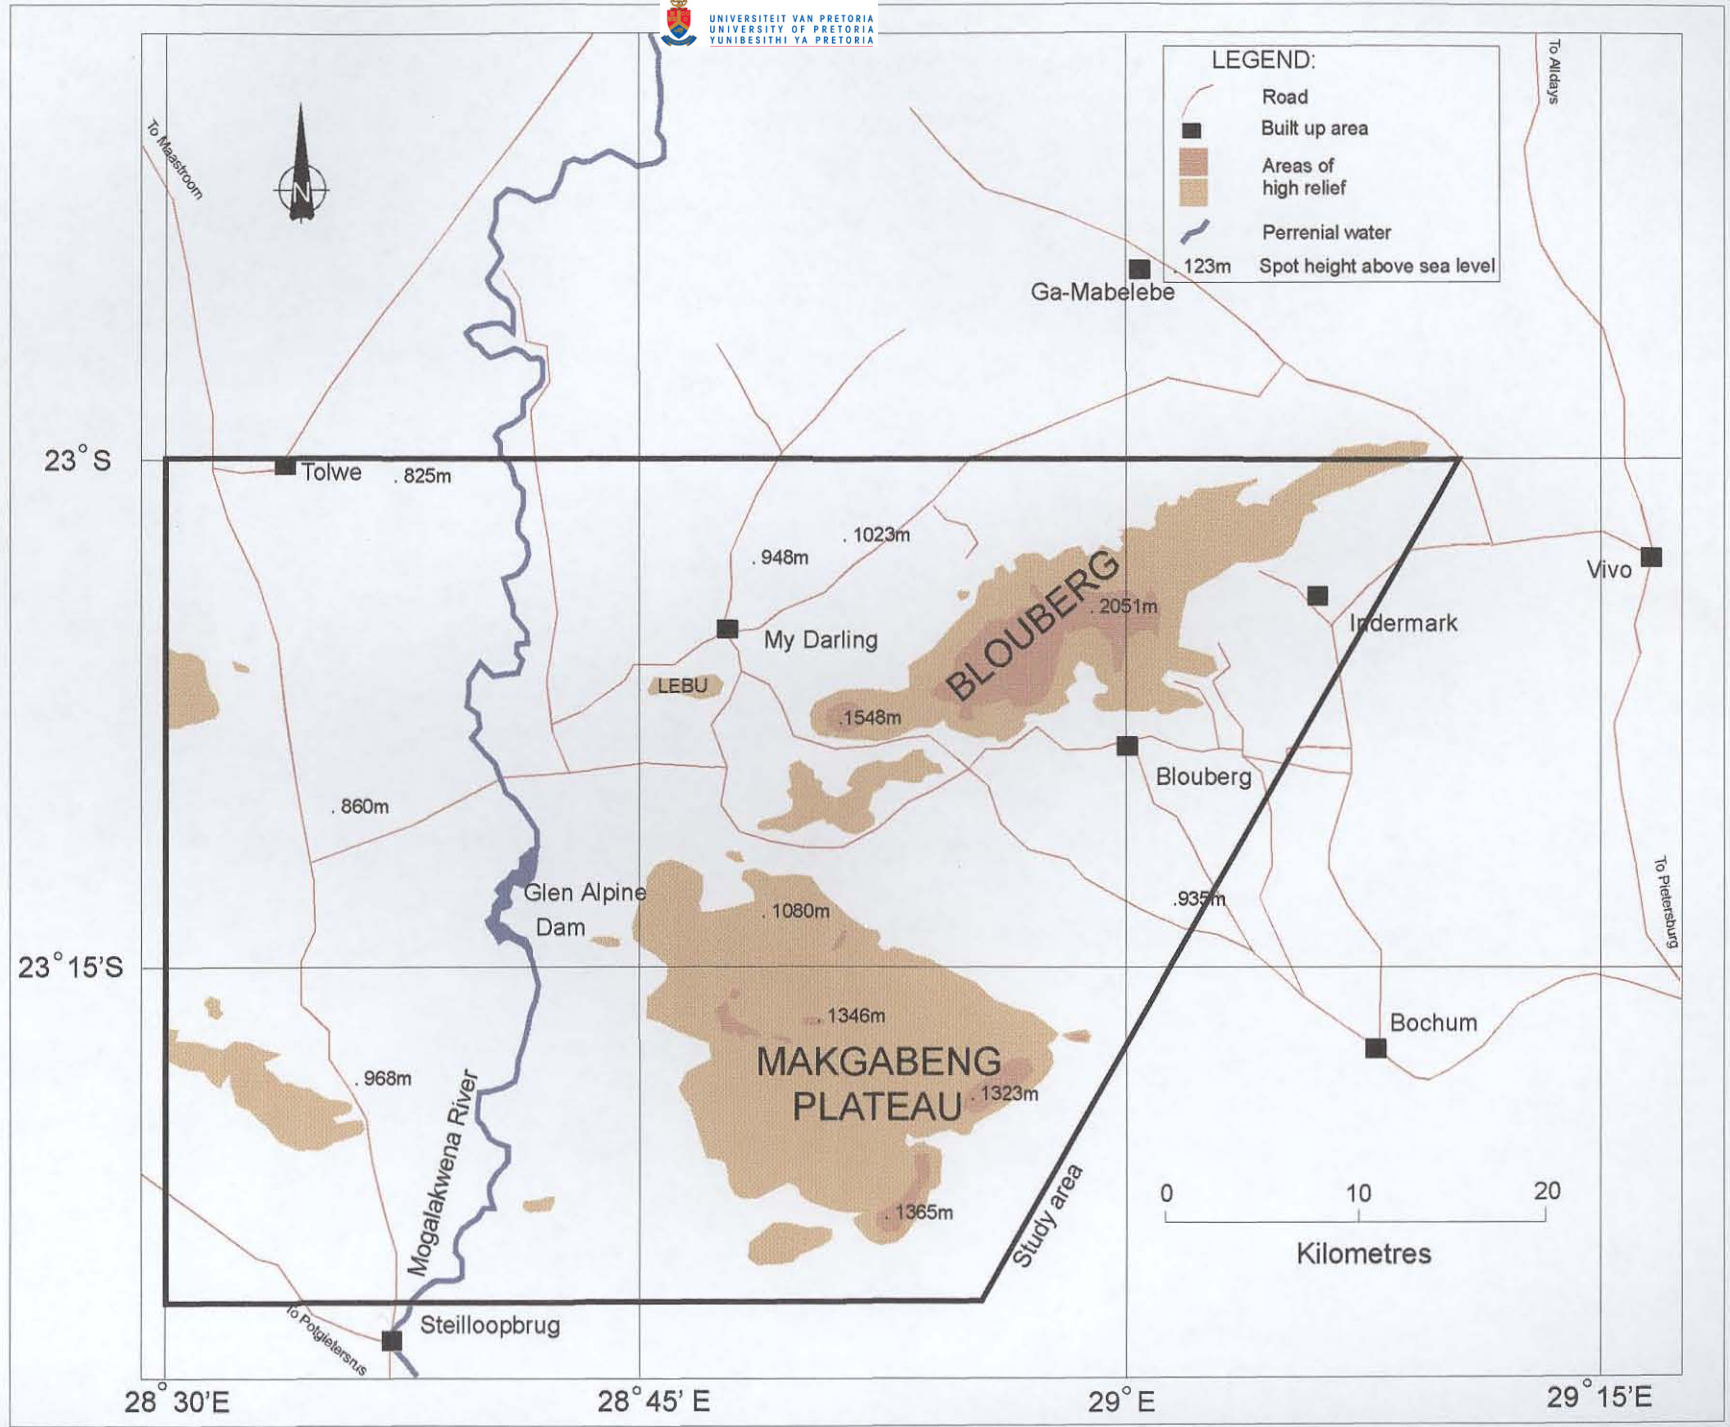 UNIVERSITEIT VAN PRETORIA
UNIVERSITY OF PRETORIA
YUNIBESITHI YA PRETORIA
LEGEND:
Road
Built up area
Areas of
high relief
Perrenial water
. 123m Spot height above sea level
To Alldays
To Maastroom
N
Ga-Mabelebe
23°S
Tolwe
. 825m
. 1023m
. 948m
Vivo
BLOUBERG
. 2051m
Indermark
My Darling
LEBU
.1548m
Blouberg
. 860m
Glen Alpine
Dam
. 1080m
.935m
To Pietersburg
23°15'S
. 1346m
Bochum
MAKGABENG
PLATEAU
. 968m
. 1323m
Mogalakwena River
. 1365m
Study area
0 10 20
Kilometres
To Potgietersrus
Steilloopbrug
28°30'E
28°45' E
29°E
29°15'E